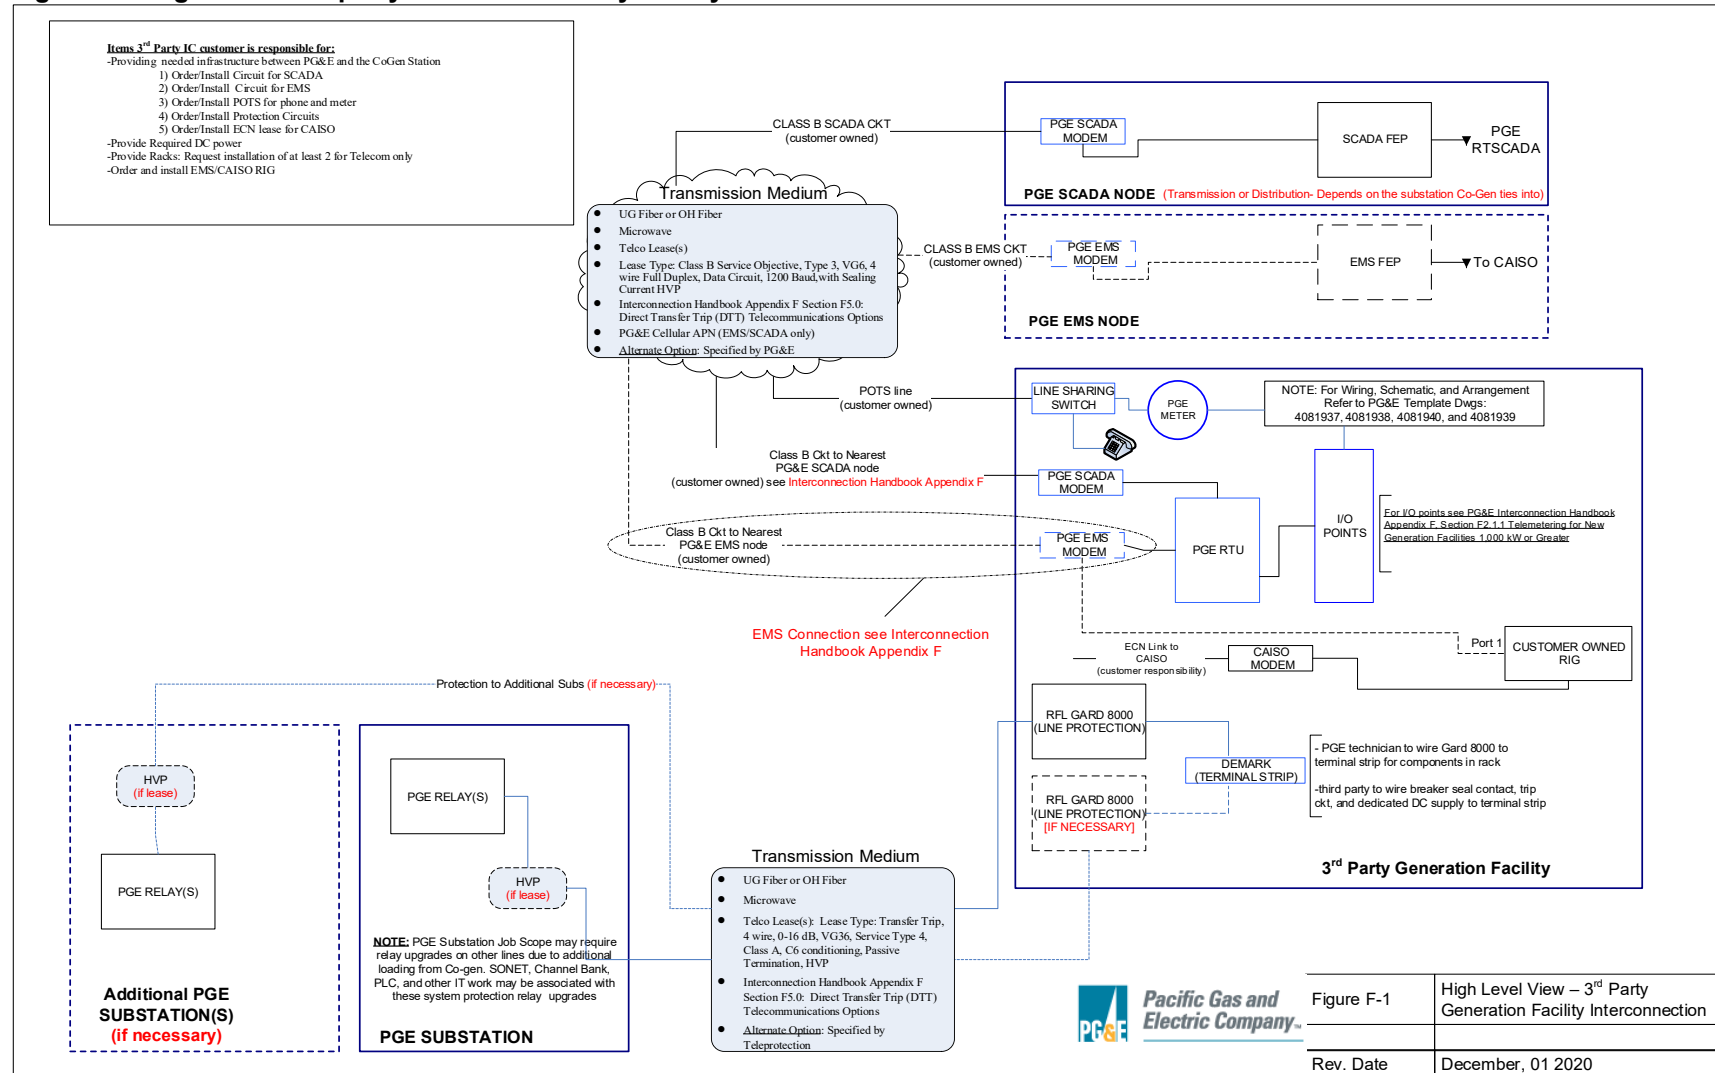 Items 3rd Party IC customer is responsible for:
-Providing needed infrastructure between PG&E and the CoGen Station
1) Order/Install Circuit for SCADA
2) Order/Install Circuit for EMS
3) Order/Install POTS for phone and meter
4) Order/Install Protection Circuits
5) Order/Install ECN lease for CAISO
-Provide Required DC power
-Provide Racks: Request installation of at least 2 for Telecom only
-Order and install EMS/CAISO RIG
CLASS B SCADA CKT
(customer owned)
PGE SCADA
MODEM
SCADA FEP
PGE
RTSCADA
PGE SCADA NODE (Transmission or Distribution- Depends on the substation Co-Gen ties into)
Transmission Medium
UG Fiber or OH Fiber
Microwave
Telco Lease(s)
Lease Type: Class B Service Objective, Type 3, VG6, 4
wire Full Duplex, Data Circuit, 1200 Baud,with Sealing
Current HVP
Interconnection Handbook Appendix F Section F5.0:
Direct Transfer Trip (DTT) Telecommunications Options
PG&E Cellular APN (EMS/SCADA only)
Alternate Option: Specified by PG&E
CLASS B EMS CKT
(customer owned)
PGE EMS
MODEM
EMS FEP
To CAISO
PGE EMS NODE
POTS line
(customer owned)
LINE SHARING
SWITCH
PGE
METER
NOTE: For Wiring, Schematic, and Arrangement
Refer to PG&E Template Dwgs:
4081937, 4081938, 4081940, and 4081939
Class B Ckt to Nearest
PG&E SCADA node
(customer owned) see Interconnection Handbook Appendix F
PGE SCADA
MODEM
PGE RTU
I/O
POINTS
For I/O points see PG&E Interconnection Handbook
Appendix F, Section F2.1.1 Telemetering for New
Generation Facilities 1,000 kW or Greater
Class B Ckt to Nearest
PG&E EMS node
(customer owned)
PGE EMS
MODEM
EMS Connection see Interconnection
Handbook Appendix F
ECN Link to
CAISO
(customer responsibility)
CAISO
MODEM
Port 1
CUSTOMER OWNED
RIG
Protection to Additional Subs (if necessary)
RFL GARD 8000
(LINE PROTECTION)
DEMARK
(TERMINAL STRIP)
RFL GARD 8000
(LINE PROTECTION)
[IF NECESSARY]
- PGE technician to wire Gard 8000 to
terminal strip for components in rack
-third party to wire breaker seal contact, trip
ckt, and dedicated DC supply to terminal strip
3rd Party Generation Facility
HVP
(if lease)
PGE RELAY(S)
Additional PGE
SUBSTATION(S)
(if necessary)
PGE RELAY(S)
HVP
(if lease)
NOTE: PGE Substation Job Scope may require
relay upgrades on other lines due to additional
loading from Co-gen. SONET, Channel Bank,
PLC, and other IT work may be associated with
these system protection relay upgrades
PGE SUBSTATION
Transmission Medium
UG Fiber or OH Fiber
Microwave
Telco Lease(s): Lease Type: Transfer Trip,
4 wire, 0-16 dB, VG36, Service Type 4,
Class A, C6 conditioning, Passive
Termination, HVP
Interconnection Handbook Appendix F
Section F5.0: Direct Transfer Trip (DTT)
Telecommunications Options
Alternate Option: Specified by
Teleprotection
PG&E
Pacific Gas and
Electric Company
Figure F-1
High Level View – 3rd Party
Generation Facility Interconnection
Rev. Date
December, 01 2020